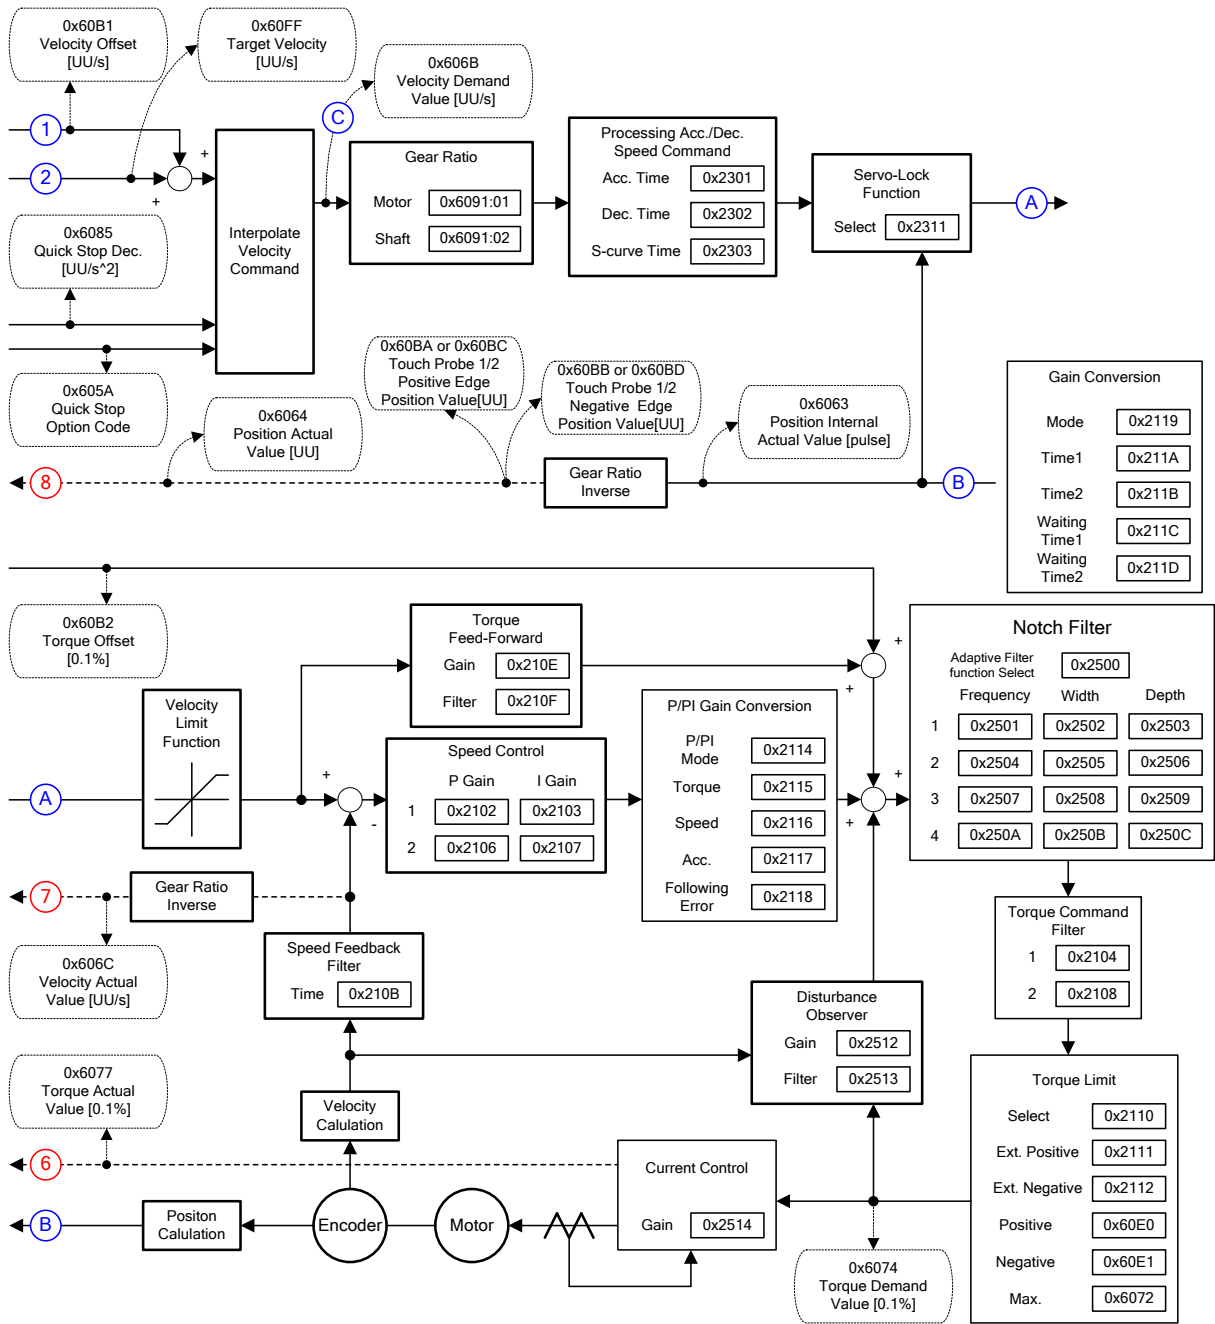 0x60B1
Velocity Offset
[UU/s]
0x60FF
Target Velocity
[UU/s]
0x606B
Velocity Demand
Value [UU/s]
C
1
2
+
+
0x6085
Quick Stop Dec.
[UU/s^2]
Interpolate
Velocity
Command
Gear Ratio
Motor 0x6091:01
Shaft 0x6091:02
Processing Acc./Dec.
Speed Command
Acc. Time 0x2301
Dec. Time 0x2302
S-curve Time 0x2303
Servo-Lock
Function
Select 0x2311
A
0x605A
Quick Stop
Option Code
0x6064
Position Actual
Value [UU]
0x60BA or 0x60BC
Touch Probe 1/2
Positive Edge
Position Value[UU]
0x60BB or 0x60BD
Touch Probe 1/2
Negative Edge
Position Value[UU]
0x6063
Position Internal
Actual Value [pulse]
8
Gear Ratio
Inverse
B
Gain Conversion
Mode 0x2119
Time1 0x211A
Time2 0x211B
Waiting
Time1
0x211C
Waiting
Time2
0x211D
0x60B2
Torque Offset
[0.1%]
Torque
Feed-Forward
Gain 0x210E
Filter 0x210F
+
+
Notch Filter
Adaptive Filter
function Select
0x2500
Frequency Width Depth
1 0x2501 0x2502 0x2503
2 0x2504 0x2505 0x2506
3 0x2507 0x2508 0x2509
4 0x250A 0x250B 0x250C
A
Velocity
Limit
Function
+
-
Speed Control
P Gain I Gain
1 0x2102 0x2103
2 0x2106 0x2107
P/PI Gain Conversion
P/PI
Mode
0x2114
Torque 0x2115
Speed 0x2116
Acc. 0x2117
Following
Error
0x2118
+
+
7
Gear Ratio
Inverse
0x606C
Velocity Actual
Value [UU/s]
Speed Feedback
Filter
Time 0x210B
Torque Command
Filter
1 0x2104
2 0x2108
Disturbance
Observer
Gain 0x2512
Filter 0x2513
0x6077
Torque Actual
Value [0.1%]
Velocity
Calulation
Torque Limit
Select 0x2110
Ext. Positive 0x2111
Ext. Negative 0x2112
Positive 0x60E0
Negative 0x60E1
Max. 0x6072
6
Current Control
Gain 0x2514
B
Positon
Calulation
Encoder
Motor
0x6074
Torque Demand
Value [0.1%]